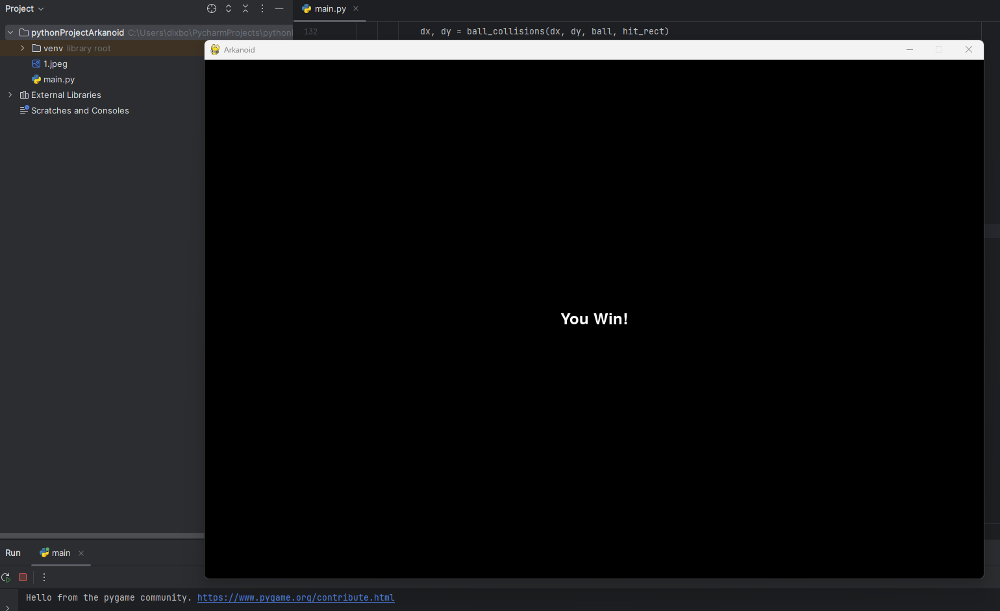 Project
main.py
pythonProjectArkanoid C:\Users\dixbo\PycharmProjects\python
132 dx, dy = ball_collisions(dx, dy, ball, hit_rect)
venv library root
Arkanoid
1.jpeg
main.py
External Libraries
Scratches and Consoles
You Win!
Run main
Hello from the pygame community. https://www.pygame.org/contribute.html